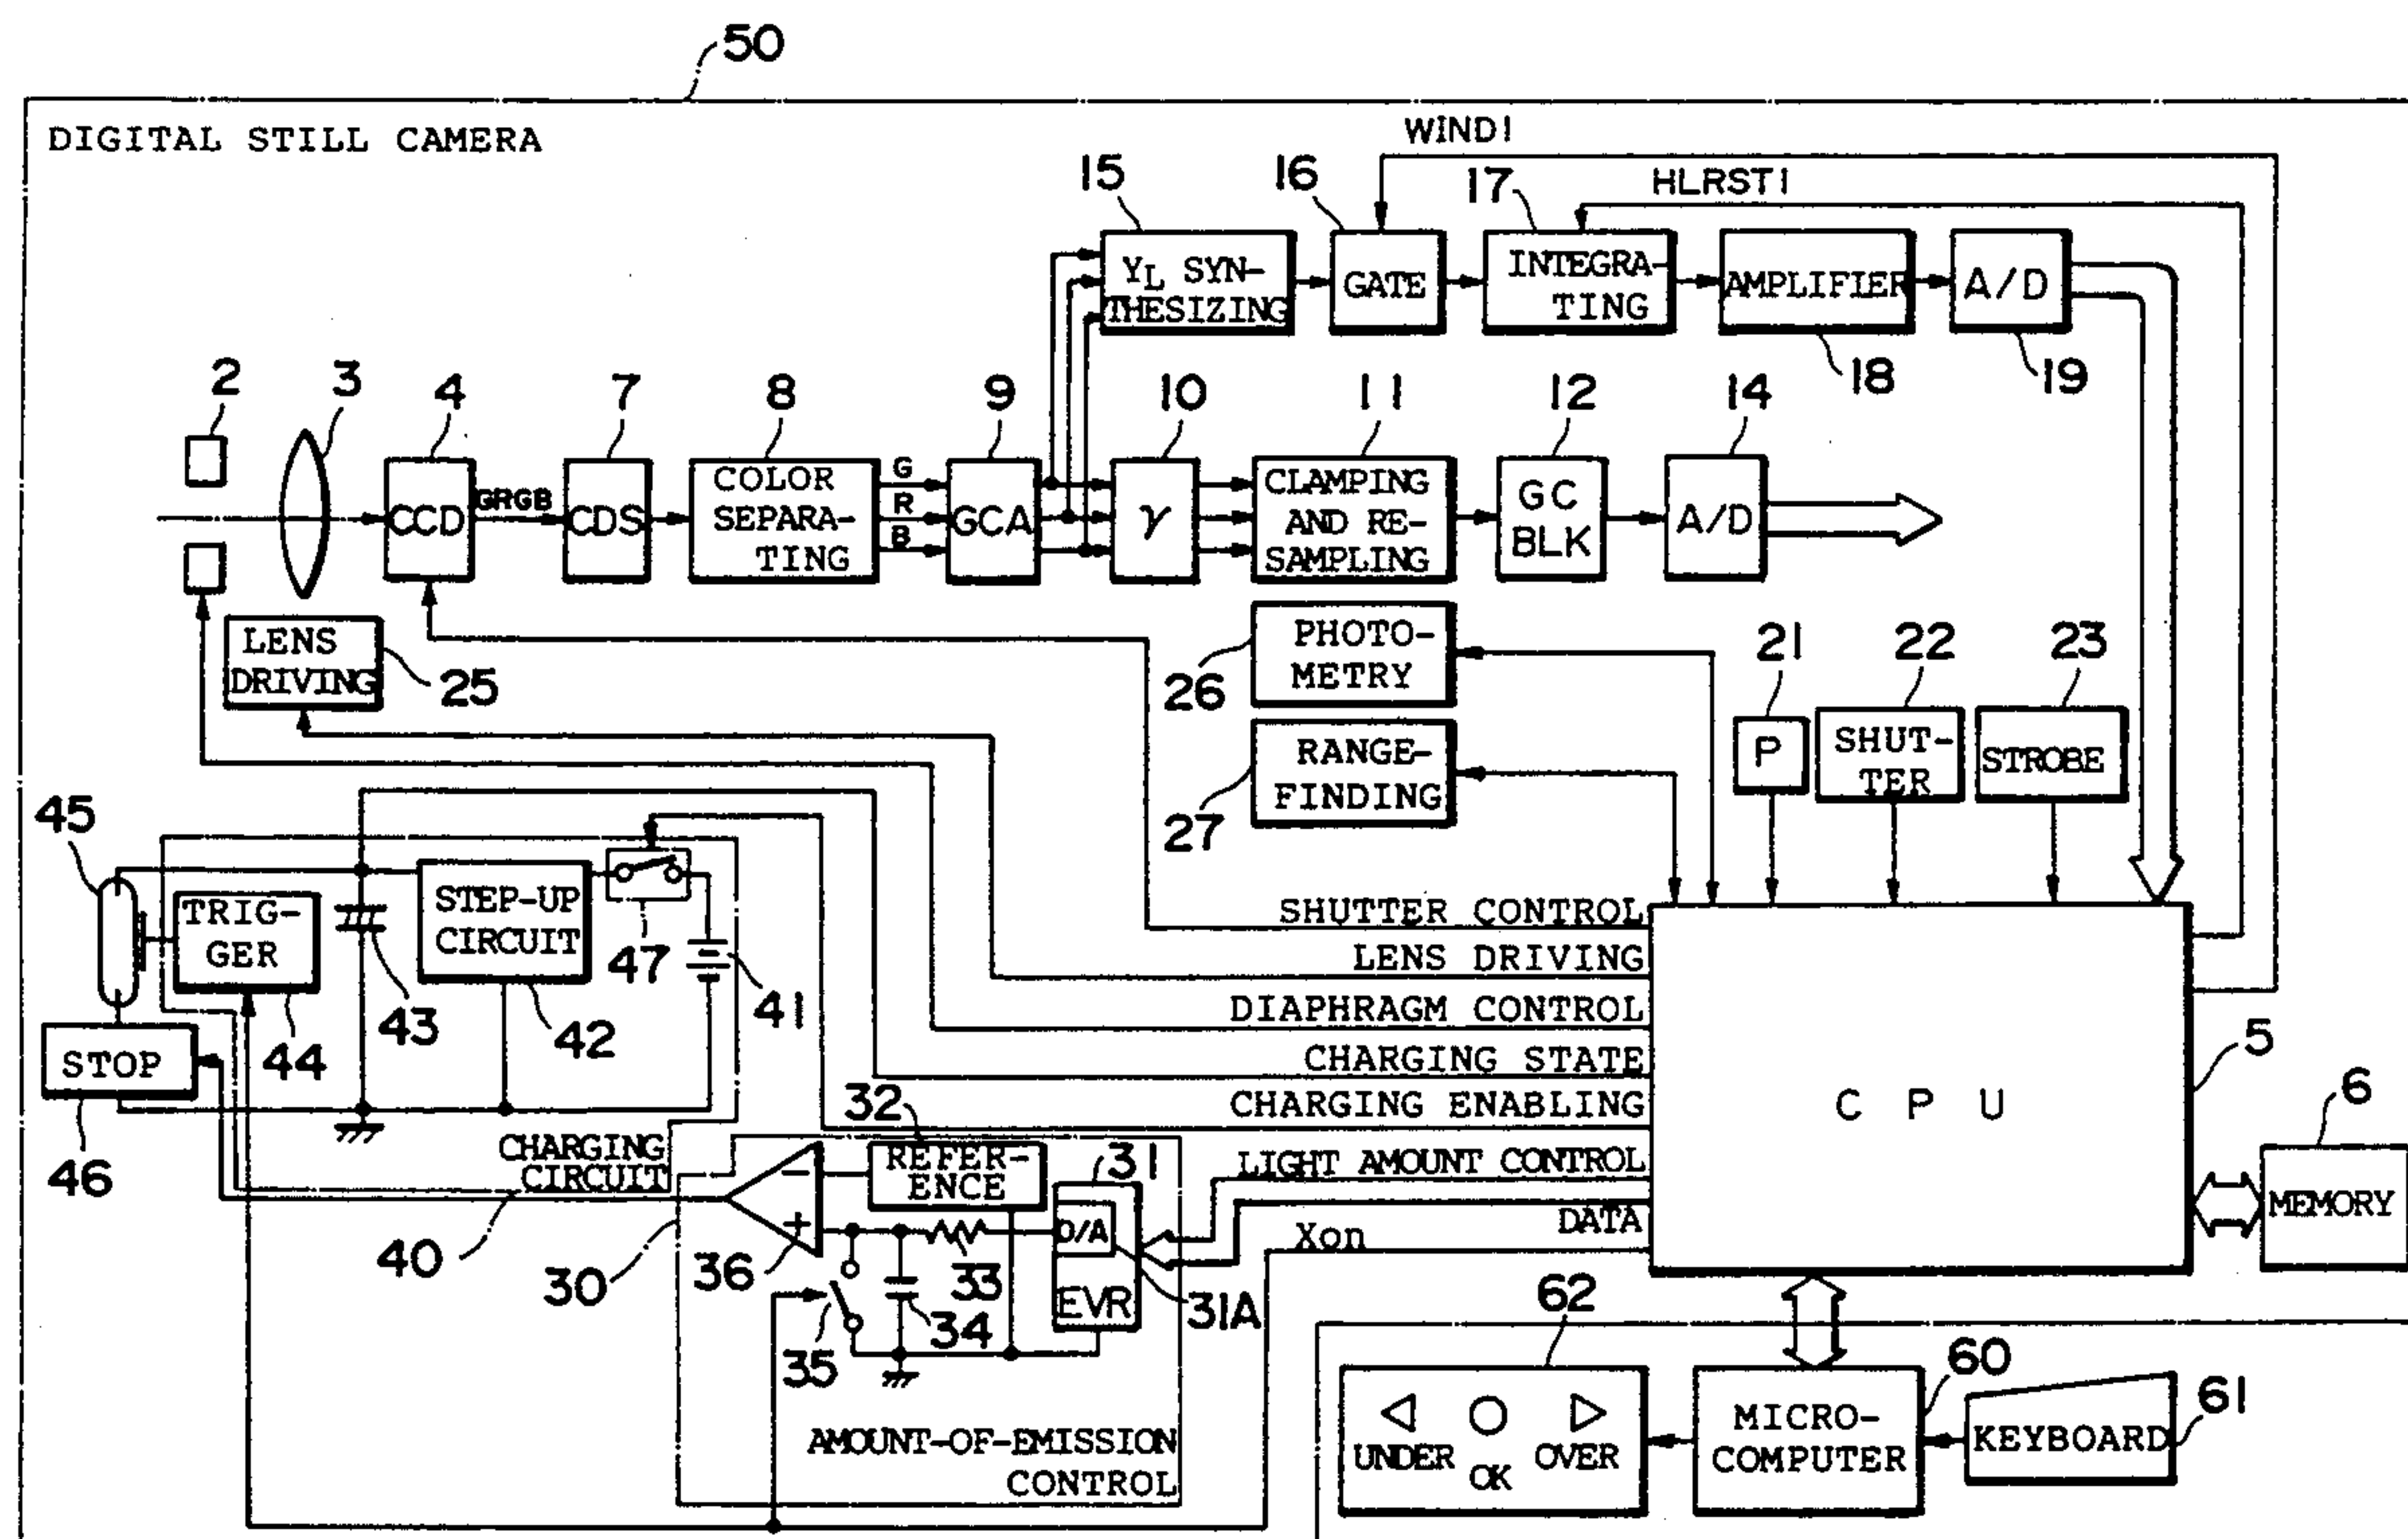 50
DIGITAL STILL CAMERA
WIND1
HLRST1
15
16
17
YL SYN-
THESIZING
GATE
INTEGRA-
TING
AMPLIFIER
A/D
18
19
2
3
4
7
8
9
10
11
12
14
CCD
GRGB
CDS
COLOR
SEPARA-
TING
G
R
B
GCA
γ
CLAMPING
AND RE-
SAMPLING
GC
BLK
A/D
LENS
DRIVING
25
PHOTO-
METRY
26
RANGE-
FINDING
27
21
22
23
P
SHUT-
TER
STROBE
45
TRIG-
GER
44
43
STEP-UP
CIRCUIT
42
47
41
STOP
46
CHARGING
CIRCUIT
40
SHUTTER CONTROL
LENS DRIVING
DIAPHRAGM CONTROL
CHARGING STATE
CHARGING ENABLING
LIGHT AMOUNT CONTROL
DATA
Xon
C P U
5
6
MEMORY
32
REFER-
ENCE
31
D/A
EVR
31A
30
36
−
+
33
34
35
AMOUNT-OF-EMISSION
CONTROL
62
UNDER
OK
OVER
60
MICRO-
COMPUTER
61
KEYBOARD